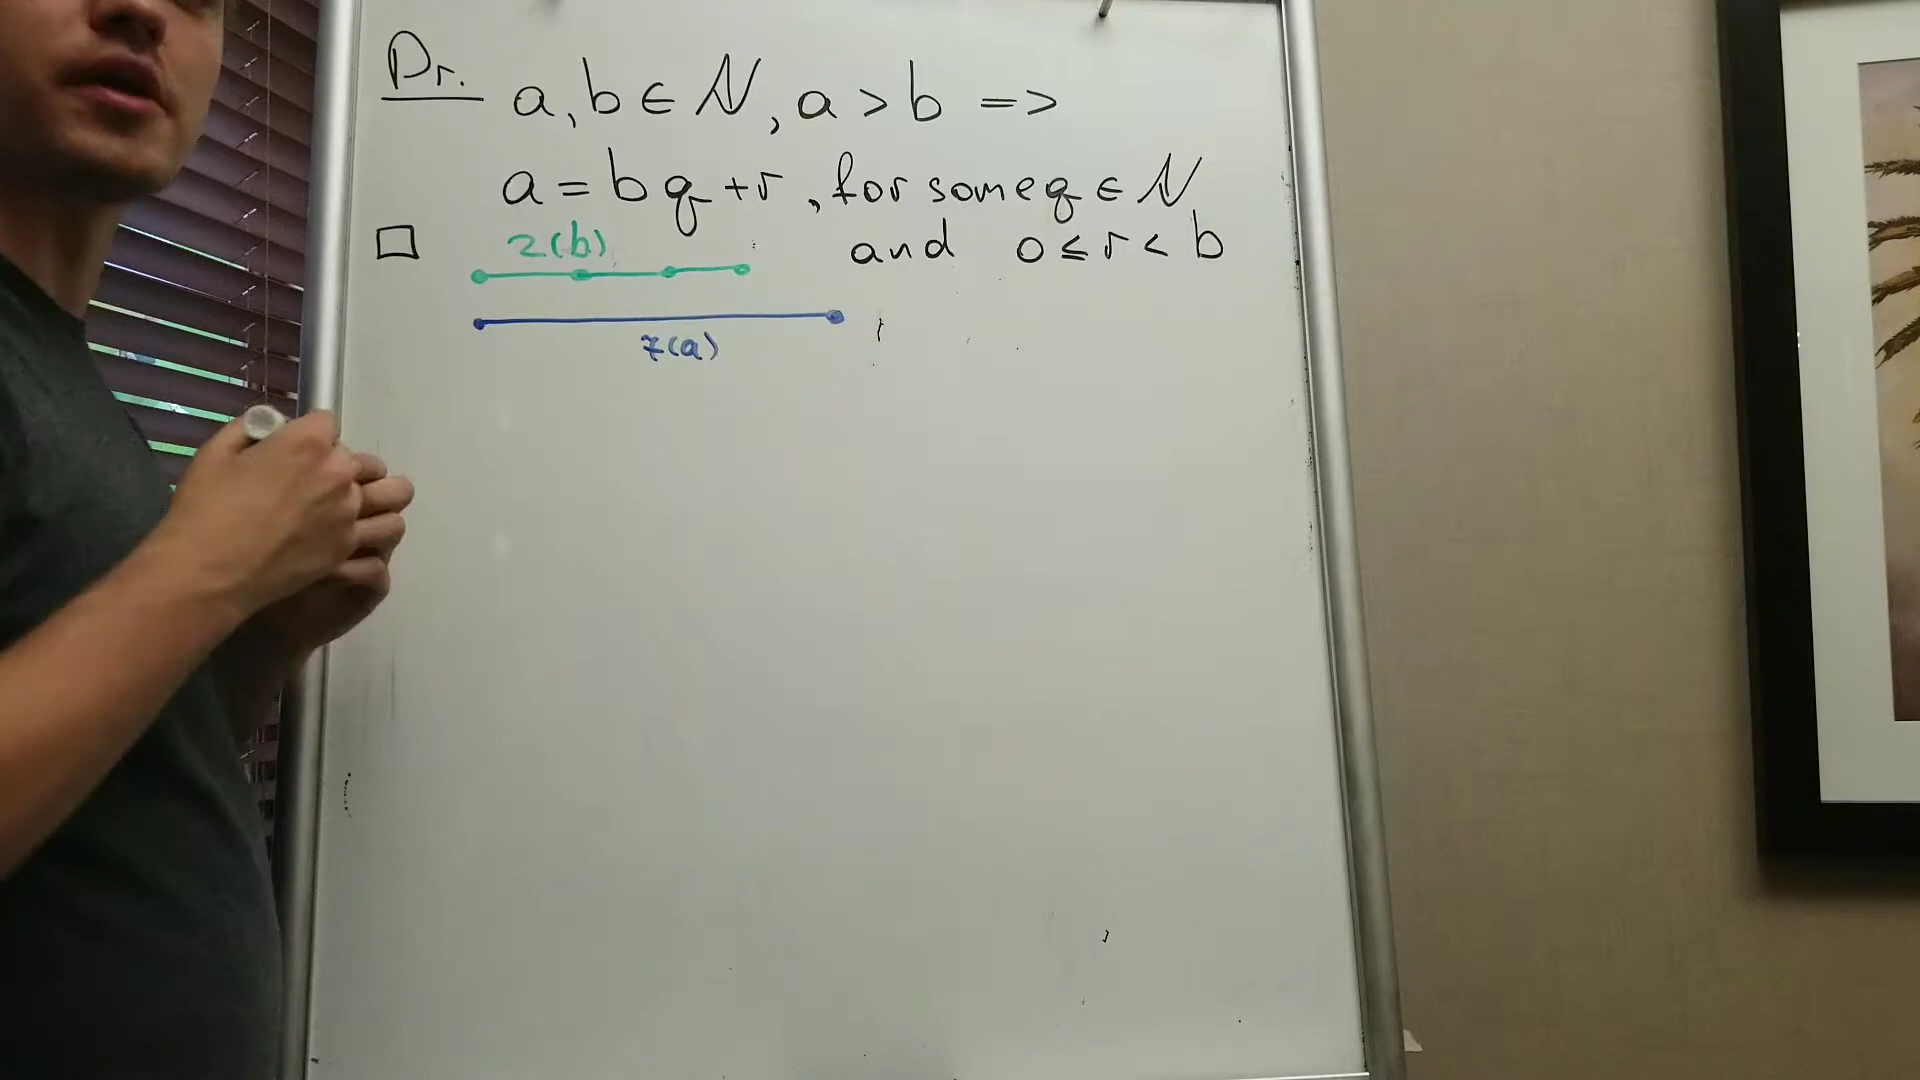 Pr. a, b ∈ ℕ, a > b =>
a = bq + r, for some q ∈ ℕ
and 0 ≤ r < b
2(b)
7(a)